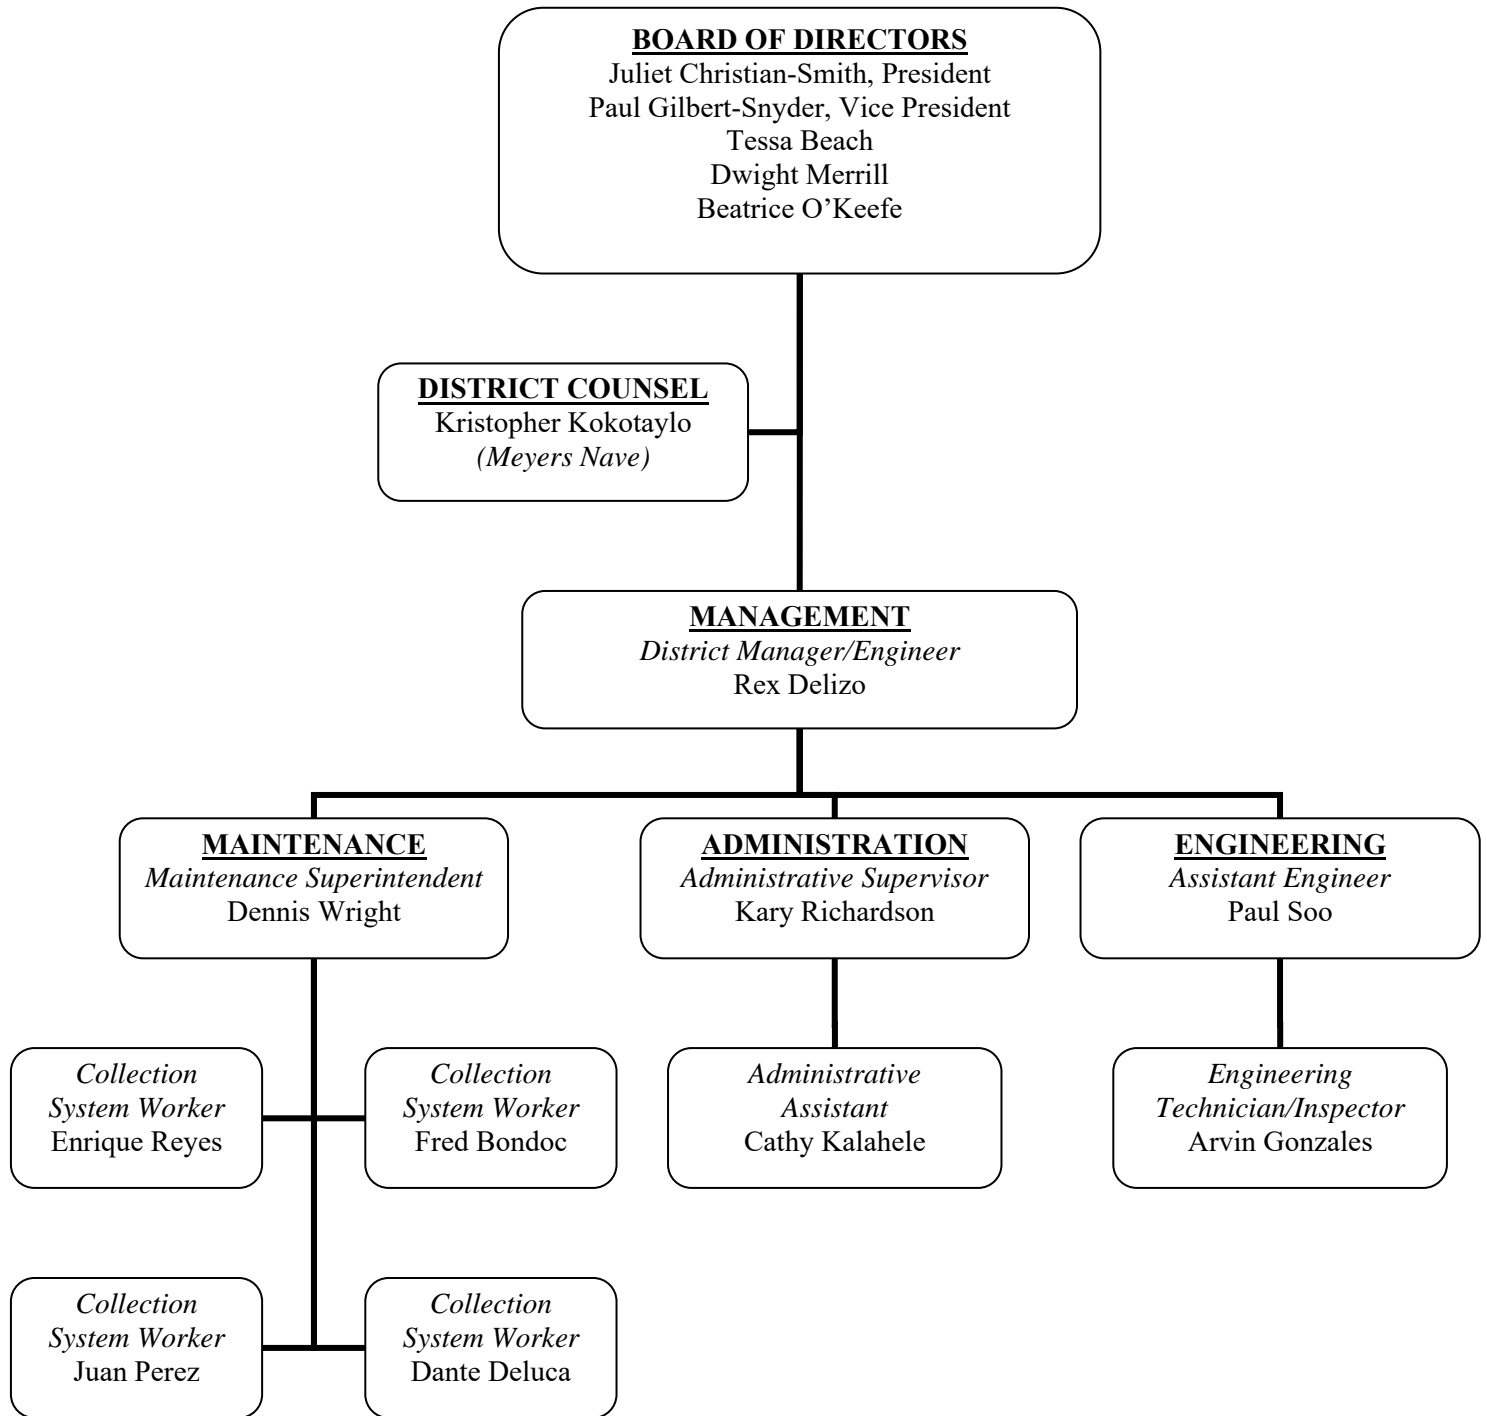 BOARD OF DIRECTORS
Juliet Christian-Smith, President
Paul Gilbert-Snyder, Vice President
Tessa Beach
Dwight Merrill
Beatrice O’Keefe
DISTRICT COUNSEL
Kristopher Kokotaylo
(Meyers Nave)
MANAGEMENT
District Manager/Engineer
Rex Delizo
MAINTENANCE
Maintenance Superintendent
Dennis Wright
ADMINISTRATION
Administrative Supervisor
Kary Richardson
ENGINEERING
Assistant Engineer
Paul Soo
Collection
System Worker
Enrique Reyes
Collection
System Worker
Fred Bondoc
Administrative
Assistant
Cathy Kalahele
Engineering
Technician/Inspector
Arvin Gonzales
Collection
System Worker
Juan Perez
Collection
System Worker
Dante Deluca